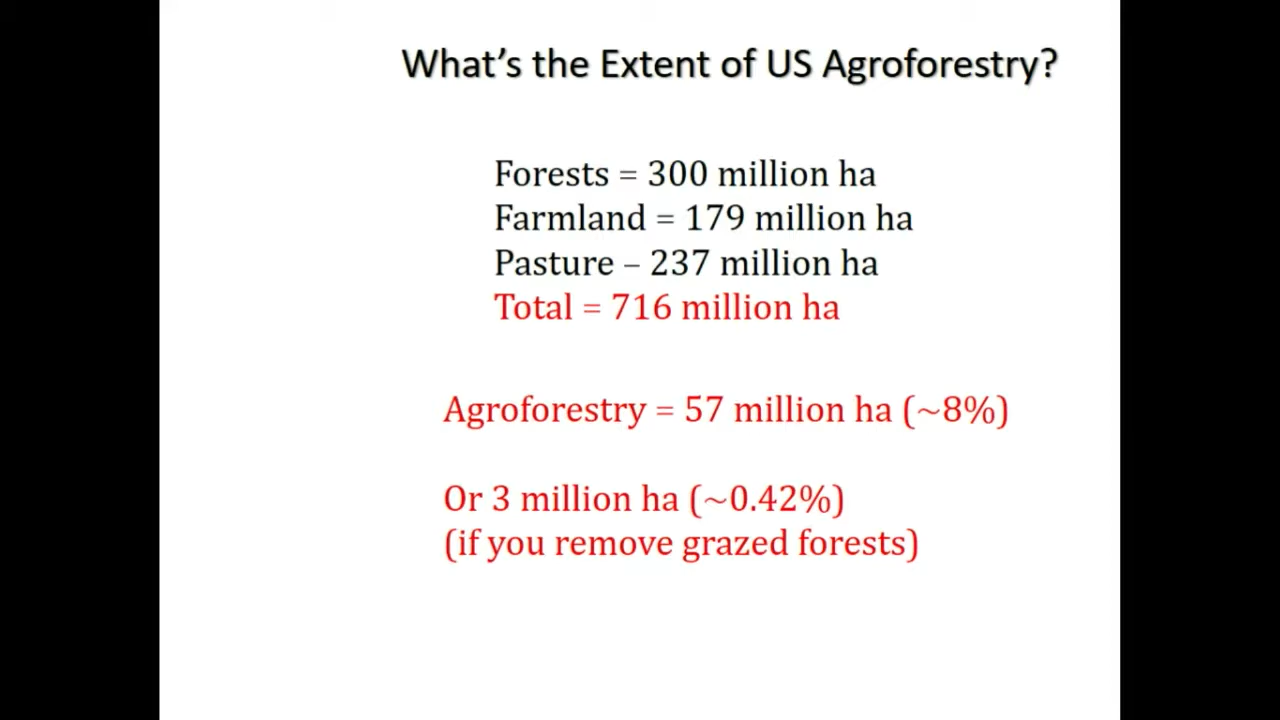 What's the Extent of US Agroforestry?
Forests = 300 million ha
Farmland = 179 million ha
Pasture – 237 million ha
Total = 716 million ha
Agroforestry = 57 million ha (~8%)
Or 3 million ha (~0.42%)
(if you remove grazed forests)